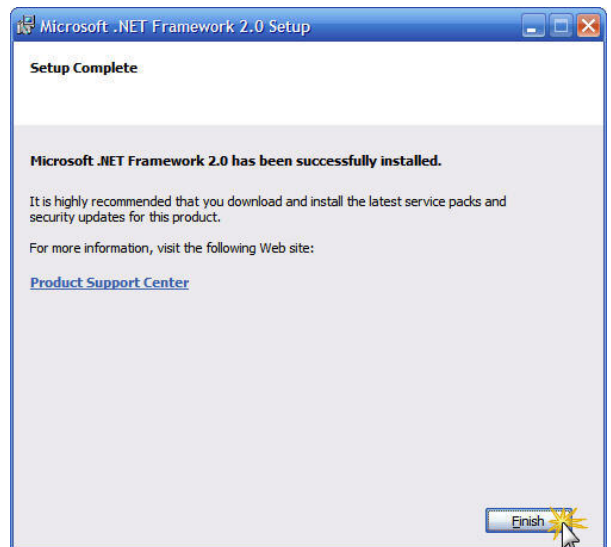 Microsoft .NET Framework 2.0 Setup
Setup Complete
Microsoft .NET Framework 2.0 has been successfully installed.
It is highly recommended that you download and install the latest service packs and
security updates for this product.
For more information, visit the following Web site:
Product Support Center
Finish